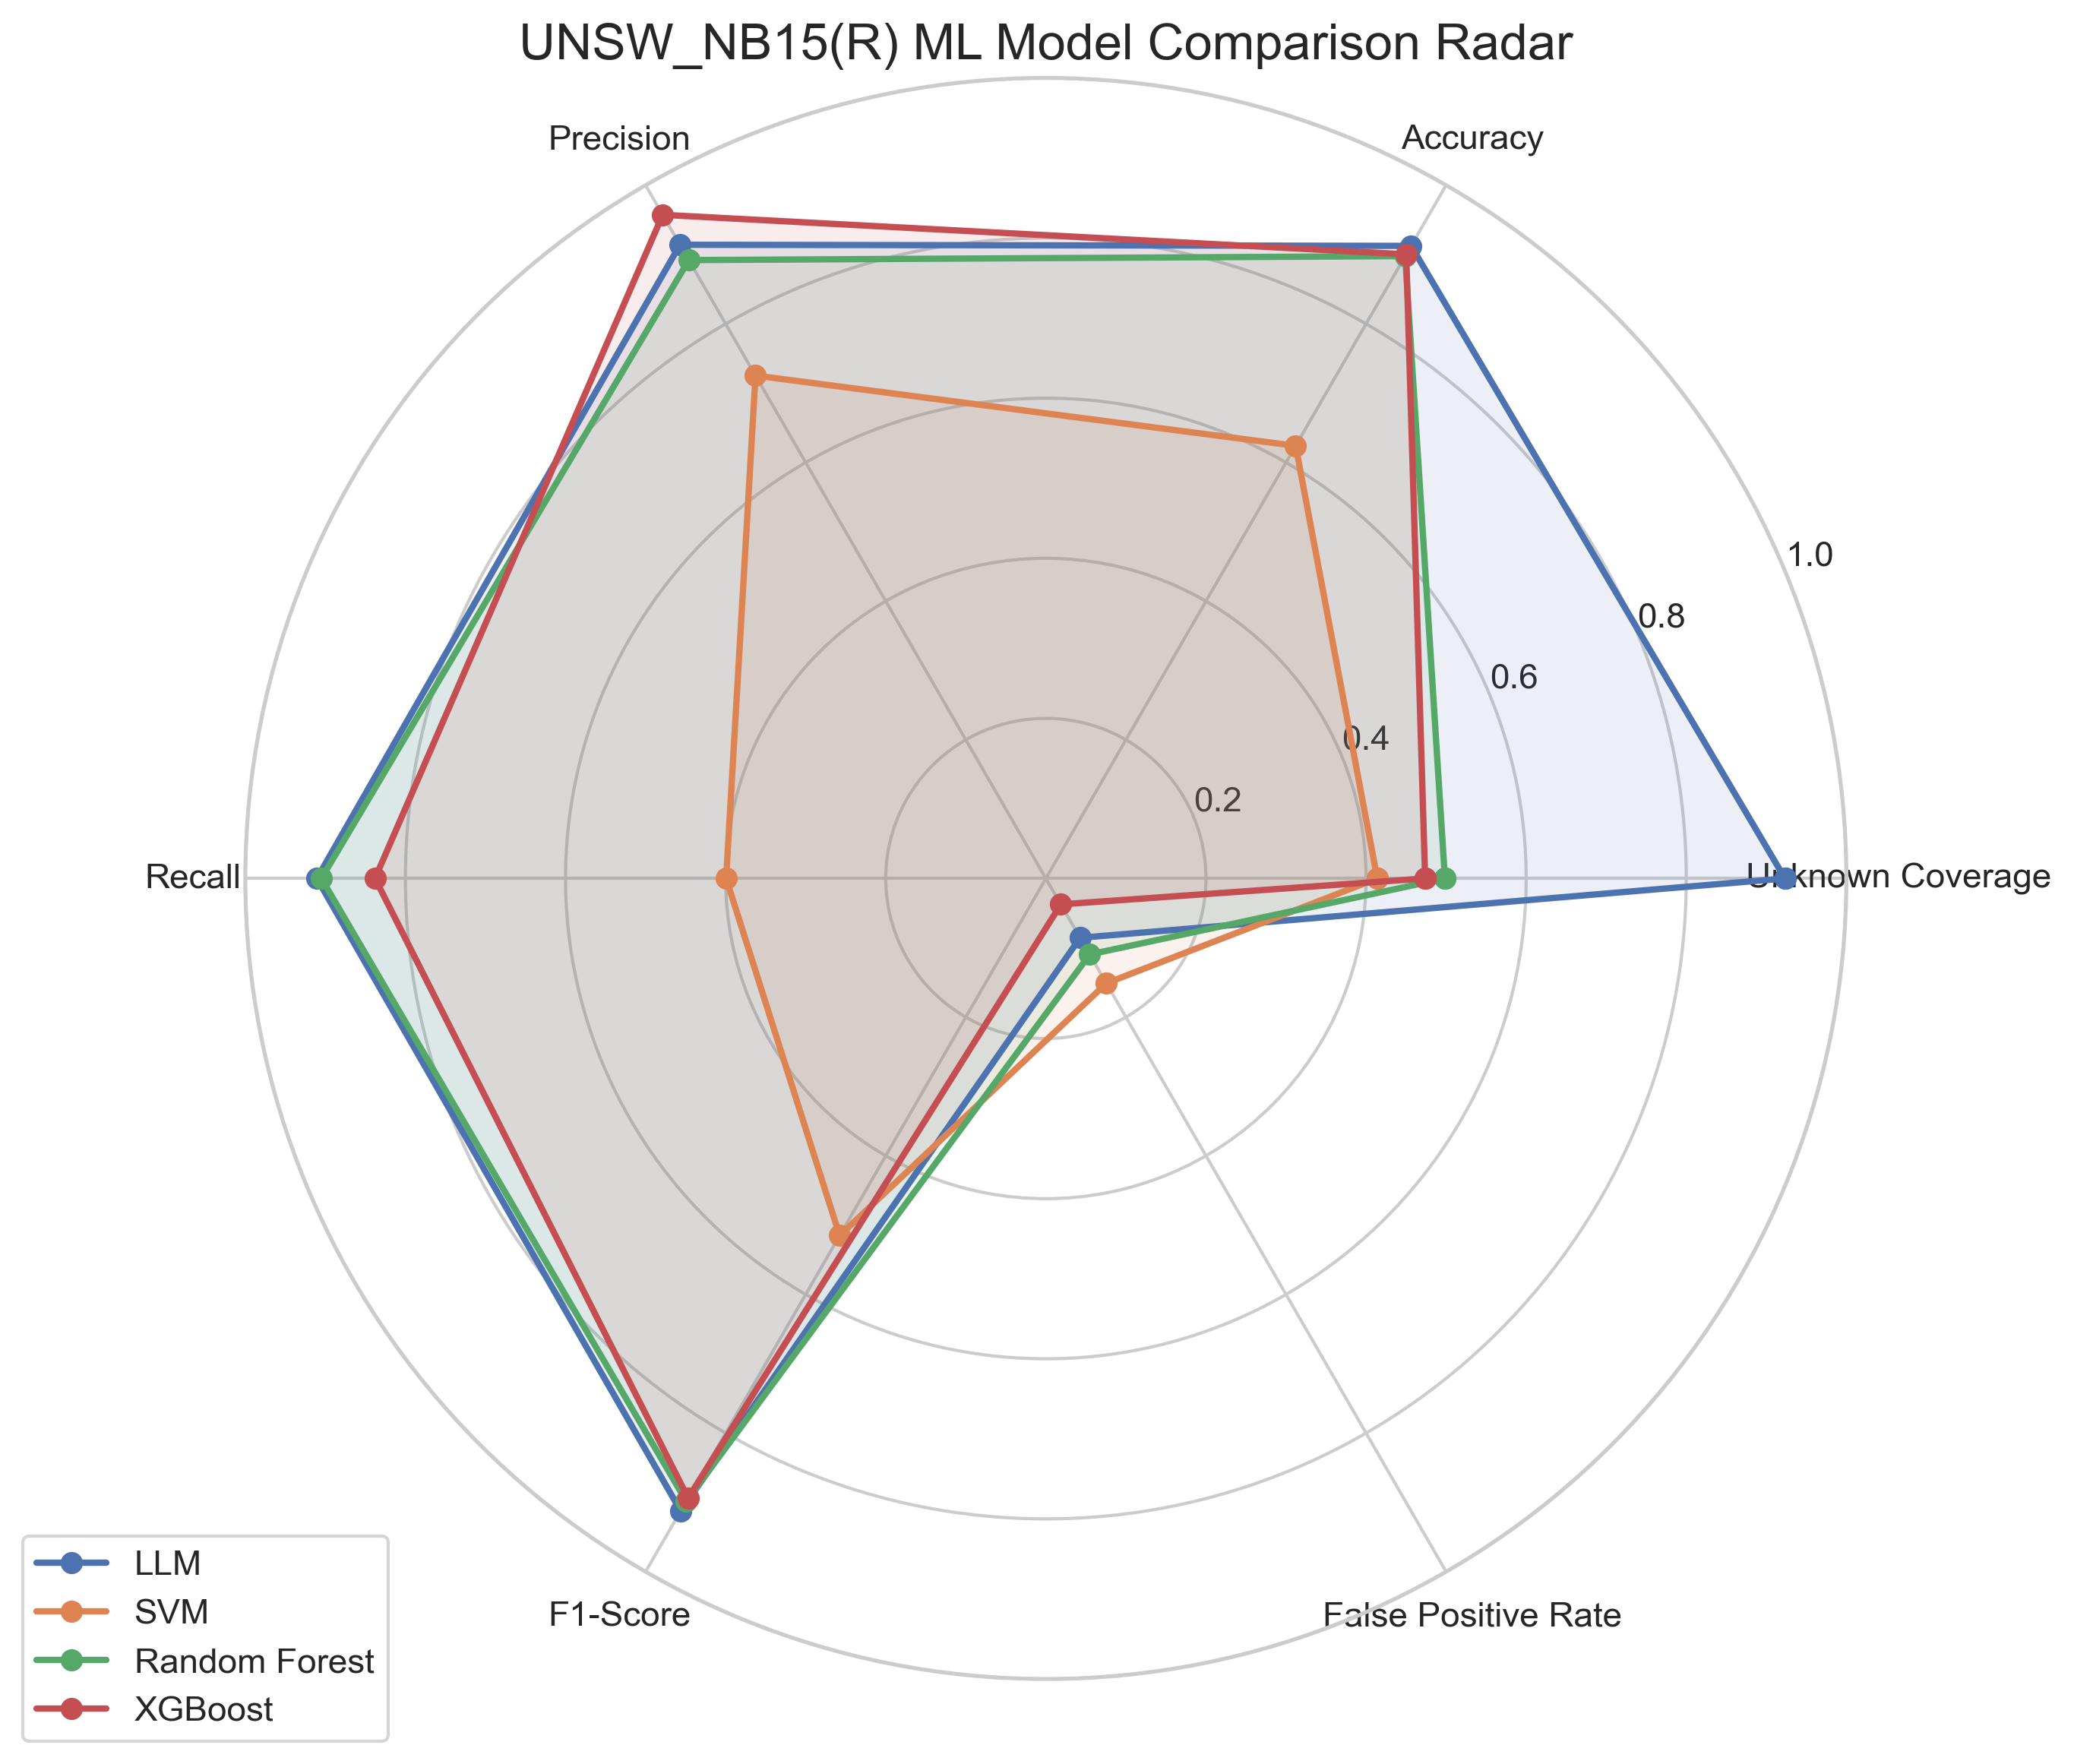 UNSW_NB15(R) ML Model Comparison Radar
Precision
Accuracy
1.0
0.8
0.6
0.4
0.2
Recall
Unknown Coverage
F1-Score
False Positive Rate
LLM
SVM
Random Forest
XGBoost